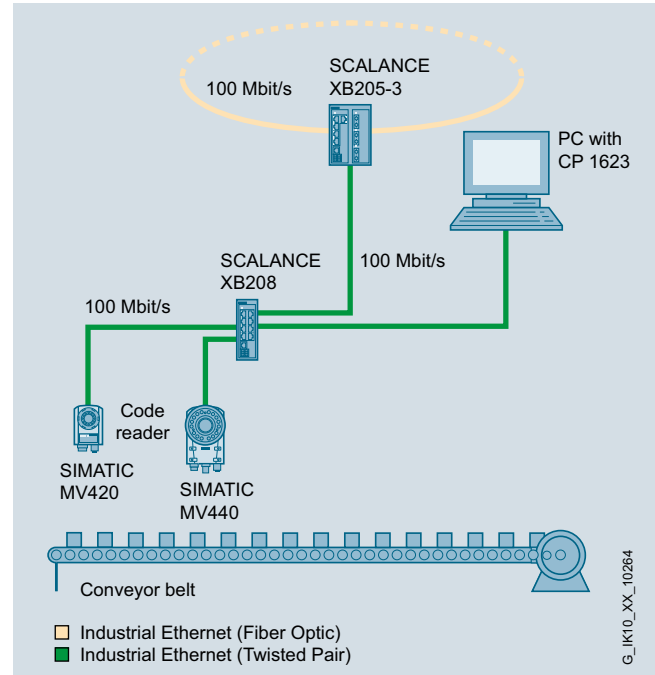 SCALANCE
XB205-3
100 Mbit/s
PC with
CP 1623
SCALANCE
XB208
100 Mbit/s
100 Mbit/s
Code
reader
SIMATIC
MV420
SIMATIC
MV440
Conveyor belt
Industrial Ethernet (Fiber Optic)
Industrial Ethernet (Twisted Pair)
G_IK10_XX_10264